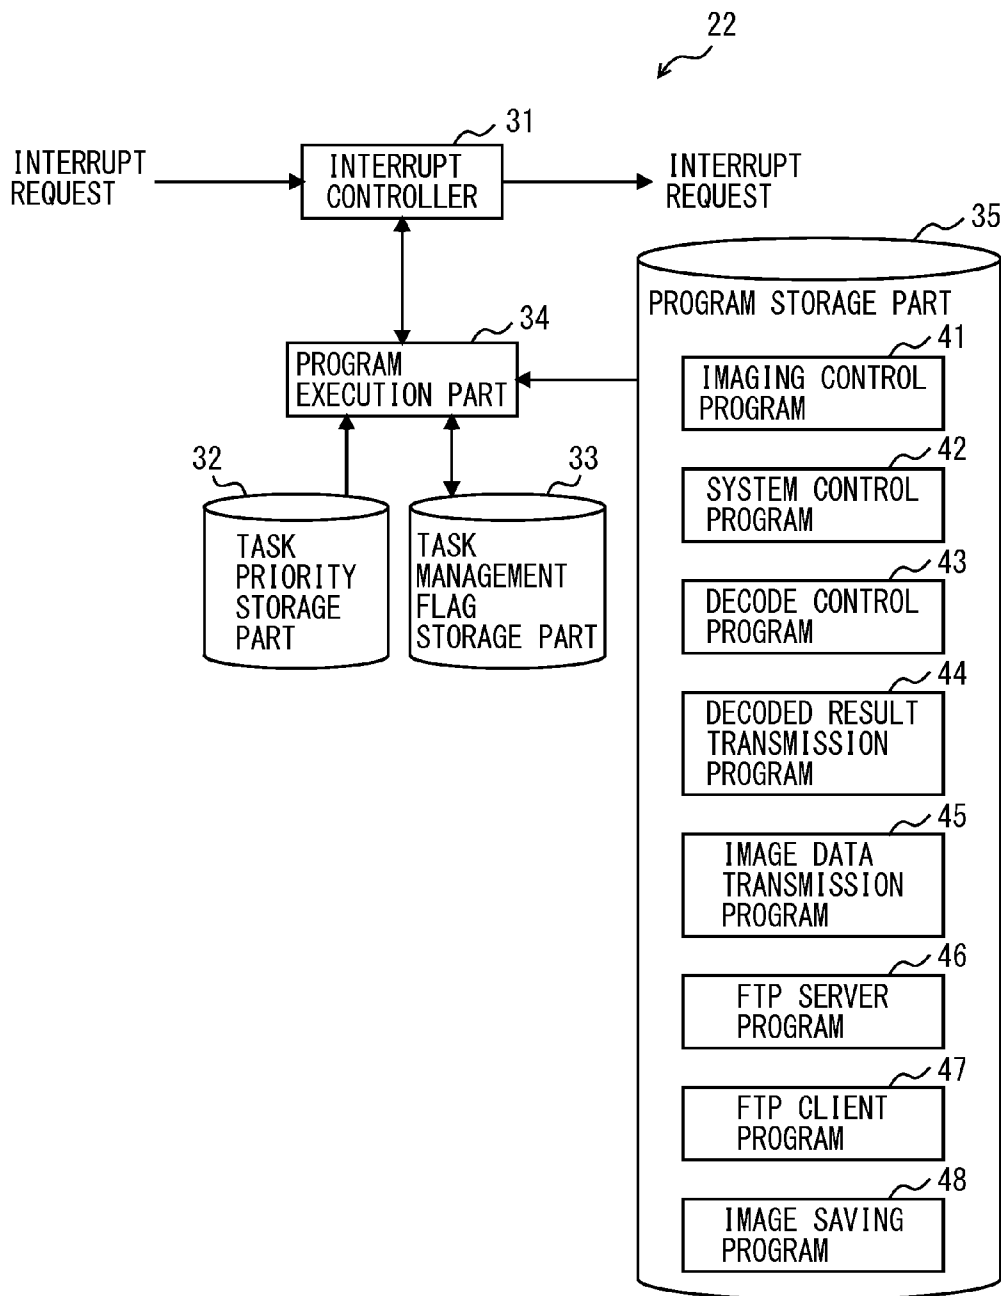 22
31
INTERRUPT
REQUEST
INTERRUPT
CONTROLLER
INTERRUPT
REQUEST
35
PROGRAM STORAGE PART
34
PROGRAM
EXECUTION PART
32
TASK
PRIORITY
STORAGE
PART
33
TASK
MANAGEMENT
FLAG
STORAGE PART
41
IMAGING CONTROL
PROGRAM
42
SYSTEM CONTROL
PROGRAM
43
DECODE CONTROL
PROGRAM
44
DECODED RESULT
TRANSMISSION
PROGRAM
45
IMAGE DATA
TRANSMISSION
PROGRAM
46
FTP SERVER
PROGRAM
47
FTP CLIENT
PROGRAM
48
IMAGE SAVING
PROGRAM